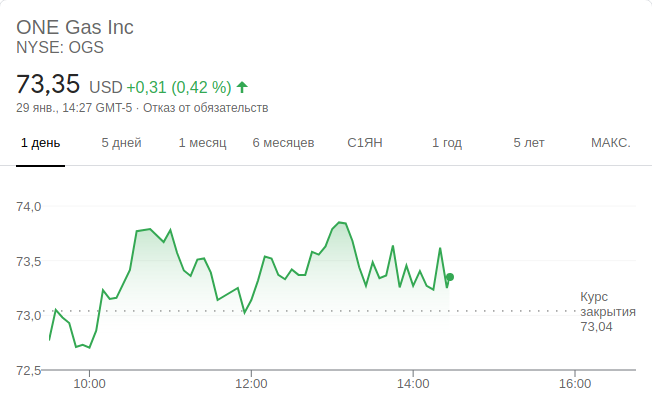 ONE Gas Inc
NYSE: OGS
73,35 USD +0,31 (0,42 %)
29 янв., 14:27 GMT-5 · Отказ от обязательств
1 день 5 дней 1 месяц 6 месяцев С1ЯН 1 год 5 лет МАКС.
74,0
73,5
73,0
72,5
Курс
закрытия
73,04
10:00 12:00 14:00 16:00